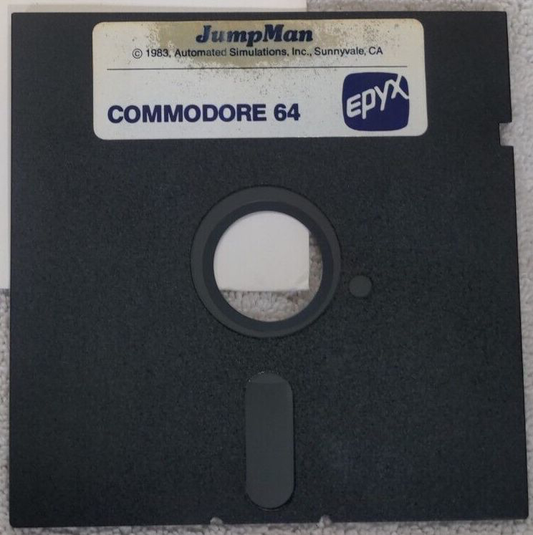 JumpMan
© 1983, Automated Simulations, Inc., Sunnyvale, CA
COMMODORE 64
EPYX